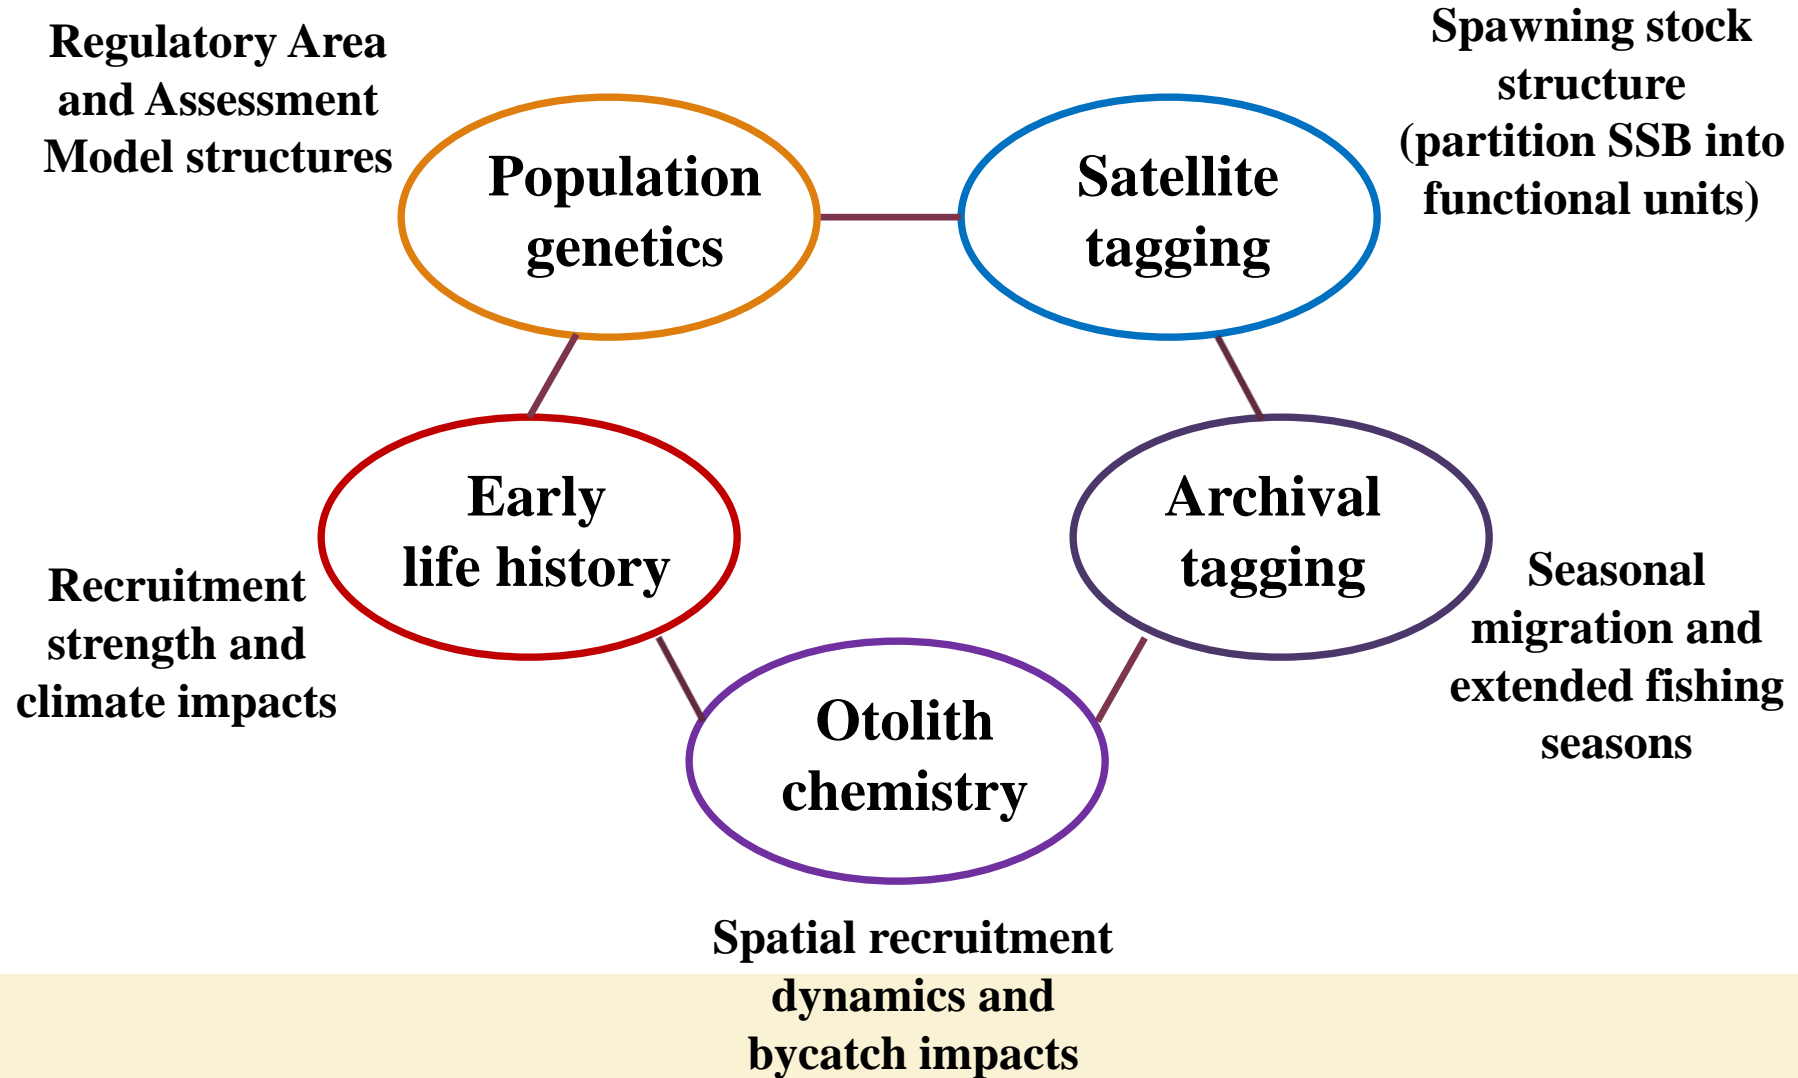 Regulatory Area
and Assessment
Model structures
Population
genetics
Satellite
tagging
Spawning stock
structure
(partition SSB into
functional units)
Early
life history
Archival
tagging
Recruitment
strength and
climate impacts
Seasonal
migration and
extended fishing
seasons
Otolith
chemistry
Spatial recruitment
dynamics and
bycatch impacts